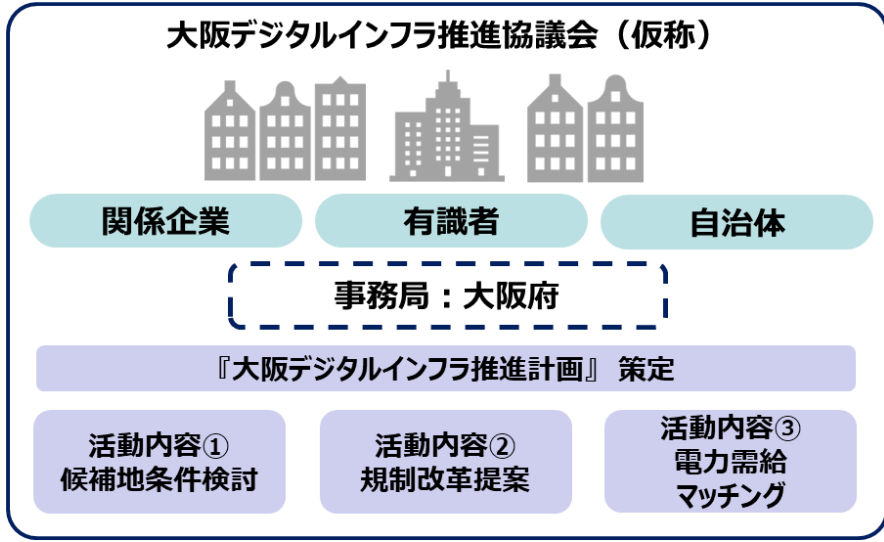 大阪デジタルインフラ推進協議会（仮称）
関係企業
有識者
自治体
事務局：大阪府
『大阪デジタルインフラ推進計画』 策定
活動内容①
候補地条件検討
活動内容②
規制改革提案
活動内容③
電力需給
マッチング